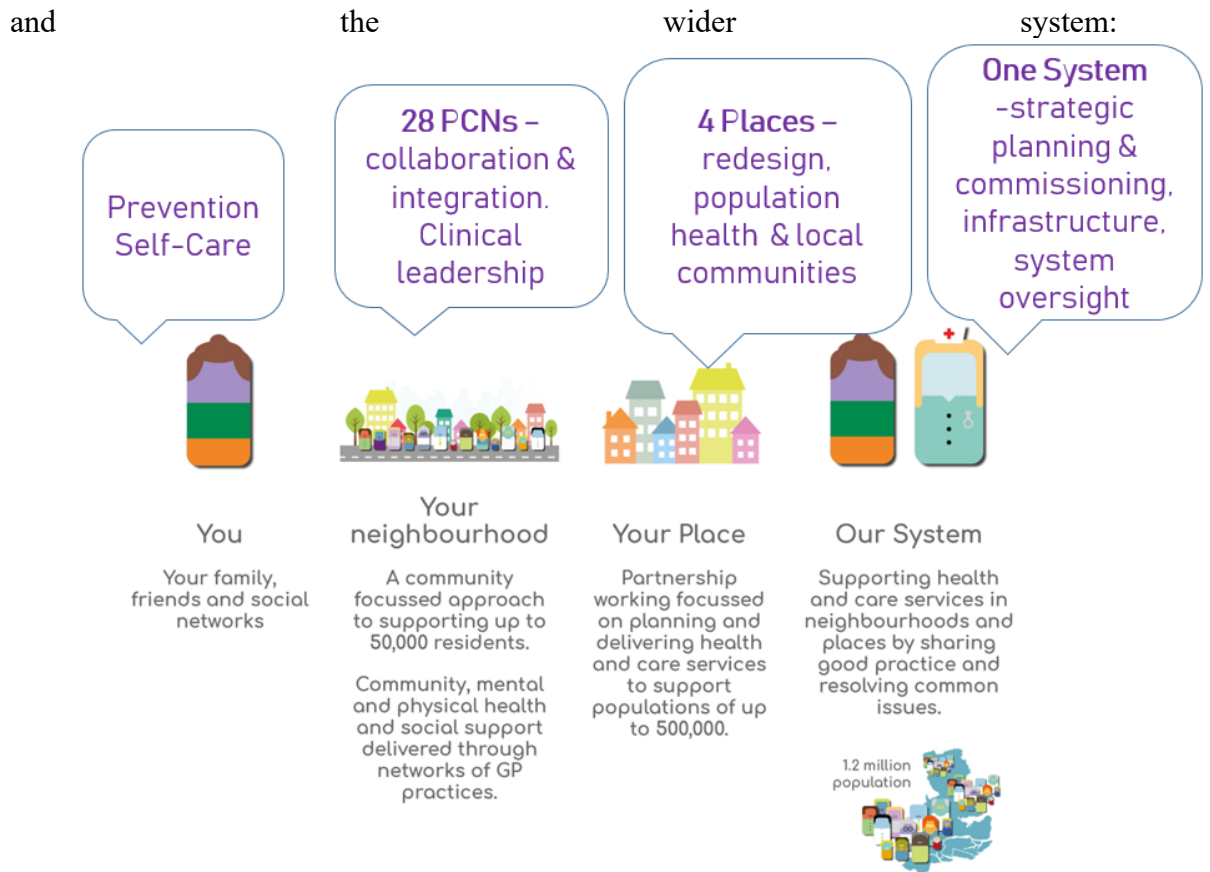 and the wider system:
Prevention
Self-Care
28 PCNs –
collaboration &
integration.
Clinical
leadership
4 Places –
redesign,
population
health & local
communities
One System
-strategic
planning &
commissioning,
infrastructure,
system
oversight
You
Your family,
friends and social
networks
Your
neighbourhood
A community
focussed approach
to supporting up to
50,000 residents.
Community, mental
and physical health
and social support
delivered through
networks of GP
practices.
Your Place
Partnership
working focussed
on planning and
delivering health
and care services
to support
populations of up
to 500,000.
Our System
Supporting health
and care services in
neighbourhoods and
places by sharing
good practice and
resolving common
issues.
1.2 million
population